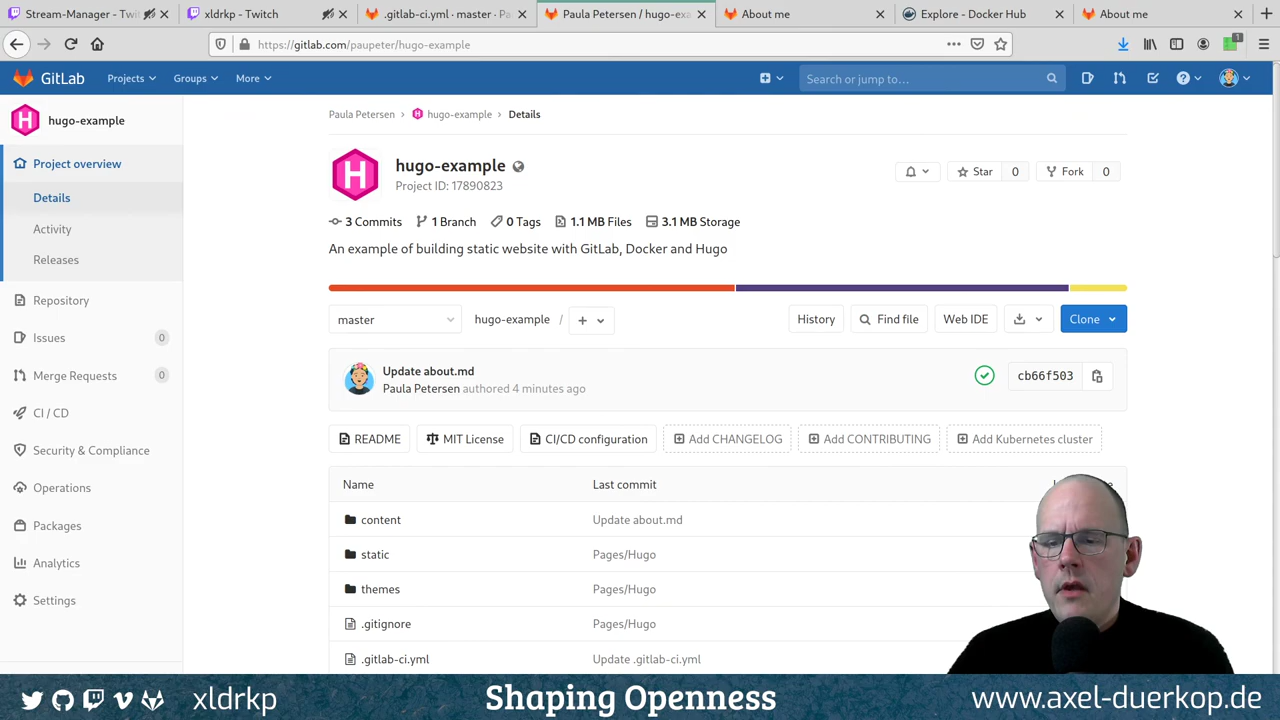 Stream-Manager - Twi
xldrkp - Twitch
.gitlab-ci.yml · master · Pa
Paula Petersen / hugo-exa
About me
Explore - Docker Hub
About me
https://gitlab.com/paupeter/hugo-example
1
GitLab
Projects
Groups
More
Search or jump to…
hugo-example
Project overview
Details
Activity
Releases
Repository
Issues 0
Merge Requests 0
CI / CD
Security & Compliance
Operations
Packages
Analytics
Settings
Paula Petersen > hugo-example > Details
hugo-example
Project ID: 17890823
Star 0
Fork 0
3 Commits 1 Branch 0 Tags 1.1 MB Files 3.1 MB Storage
An example of building static website with GitLab, Docker and Hugo
master
hugo-example /
History
Find file
Web IDE
Clone
Update about.md
Paula Petersen authored 4 minutes ago
cb66f503
README
MIT License
CI/CD configuration
Add CHANGELOG
Add CONTRIBUTING
Add Kubernetes cluster
Name Last commit
content Update about.md
static Pages/Hugo
themes Pages/Hugo
.gitignore Pages/Hugo
.gitlab-ci.yml Update .gitlab-ci.yml
xldrkp
Shaping Openness
www.axel-duerkop.de